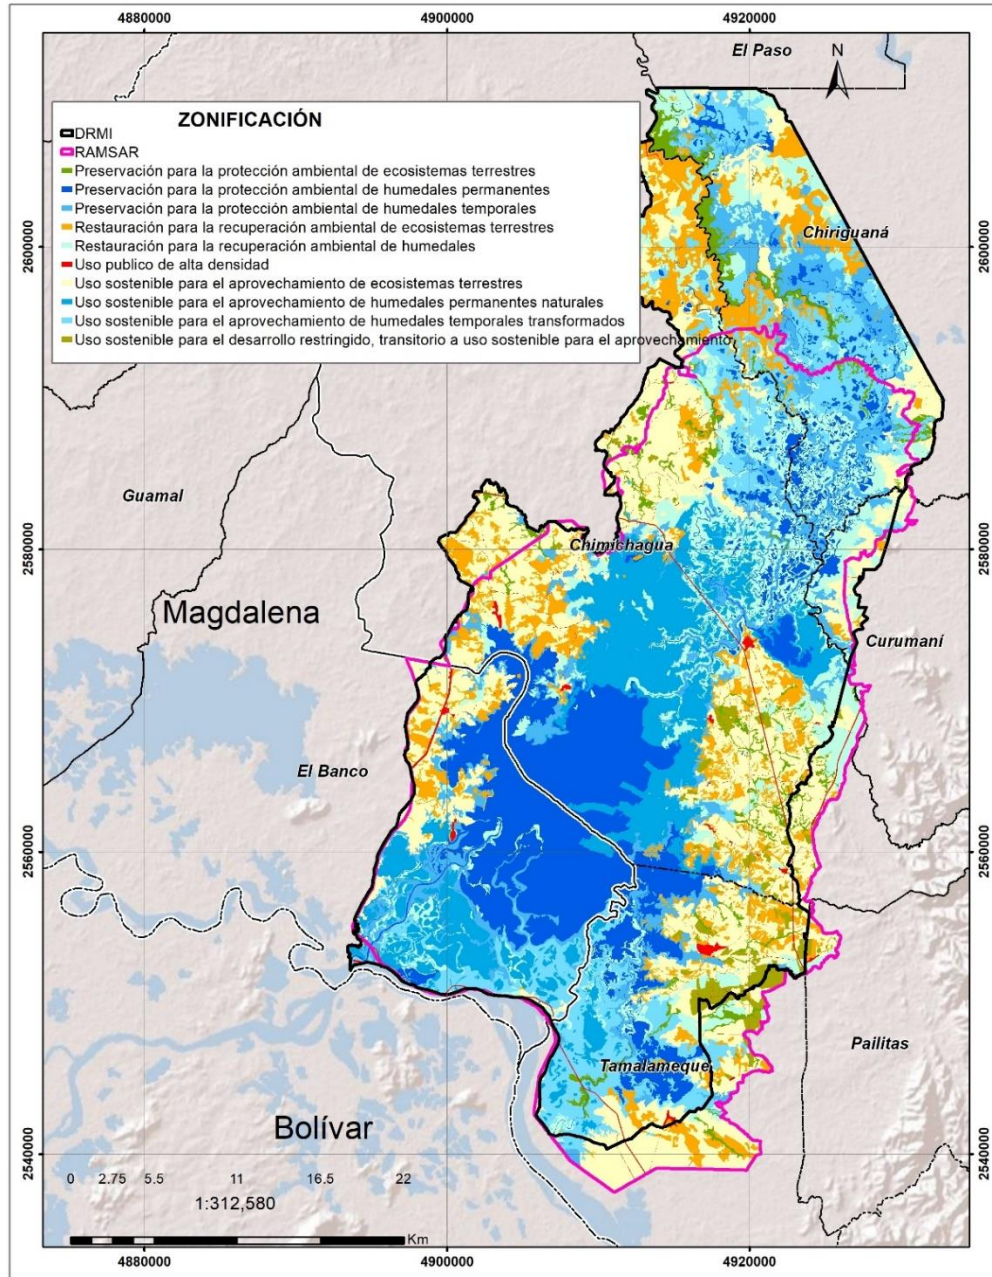 4880000 4900000 4920000
El Paso
N
ZONIFICACIÓN
DRMI
RAMSAR
Preservación para la protección ambiental de ecosistemas terrestres
Preservación para la protección ambiental de humedales permanentes
Preservación para la protección ambiental de humedales temporales
Restauración para la recuperación ambiental de ecosistemas terrestres
Restauración para la recuperación ambiental de humedales
Uso publico de alta densidad
Uso sostenible para el aprovechamiento de ecosistemas terrestres
Uso sostenible para el aprovechamiento de humedales permanentes naturales
Uso sostenible para el aprovechamiento de humedales temporales transformados
Uso sostenible para el desarrollo restringido, transitorio a uso sostenible para el aprovechamiento
Chiriguaná
2600000 2600000
Guamal
Chimichagua
2580000 2580000
Magdalena
Curumaní
El Banco
2560000 2560000
Pailitas
Tamalameque
Bolívar
2540000 2540000
0 2.75 5.5 11 16.5 22
1:312,580
Km
4880000 4900000 4920000